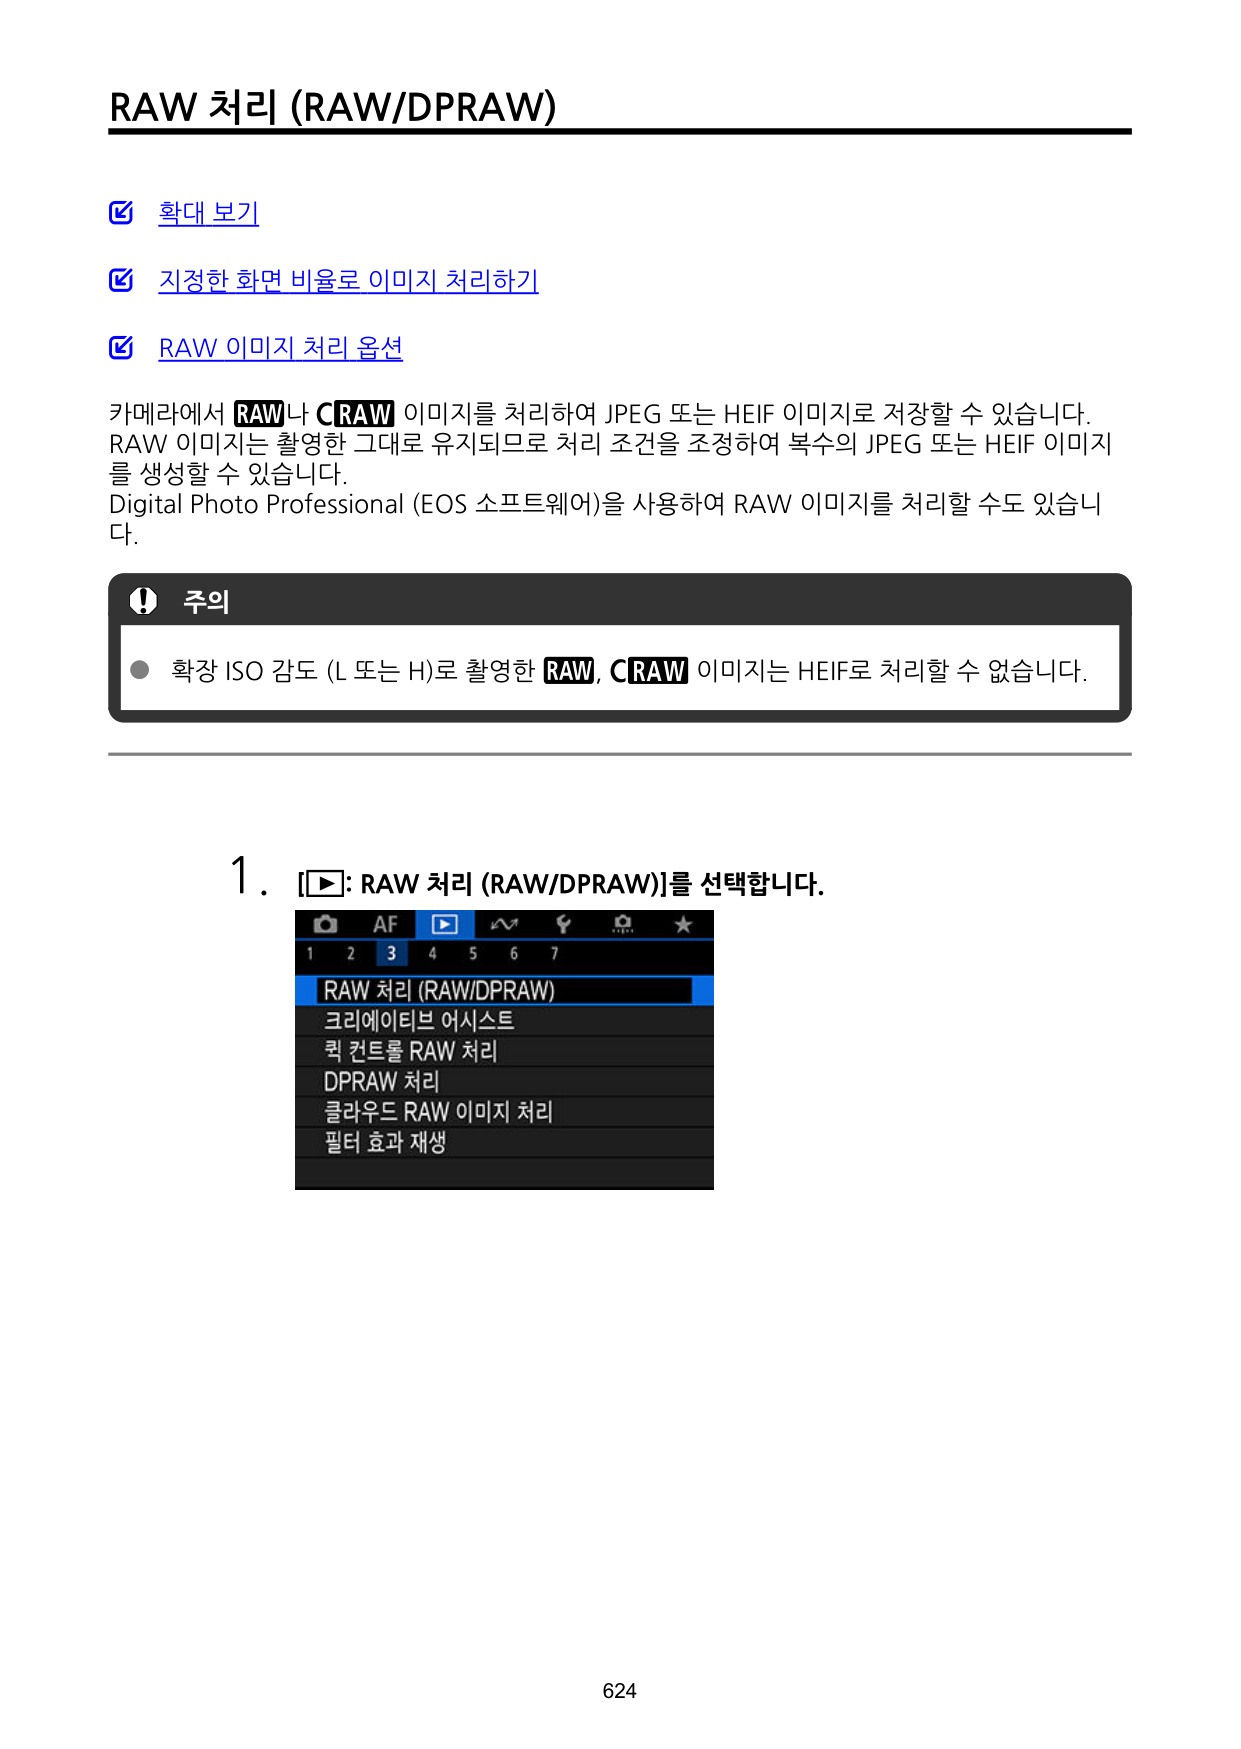 RAW 처리 (RAW/DPRAW)
확대 보기
지정한 화면 비율로 이미지 처리하기
RAW 이미지 처리 옵션
카메라에서 RAW나 CRAW 이미지를 처리하여 JPEG 또는 HEIF 이미지로 저장할 수 있습니다.
RAW 이미지는 촬영한 그대로 유지되므로 처리 조건을 조정하여 복수의 JPEG 또는 HEIF 이미지
를 생성할 수 있습니다.
Digital Photo Professional (EOS 소프트웨어)을 사용하여 RAW 이미지를 처리할 수도 있습니
다.
주의
● 확장 ISO 감도 (L 또는 H)로 촬영한 RAW, CRAW 이미지는 HEIF로 처리할 수 없습니다.
1. [▶: RAW 처리 (RAW/DPRAW)]를 선택합니다.
AF
1 2 3 4 5 6 7
RAW 처리 (RAW/DPRAW)
크리에이티브 어시스트
퀵 컨트롤 RAW 처리
DPRAW 처리
클라우드 RAW 이미지 처리
필터 효과 재생
624